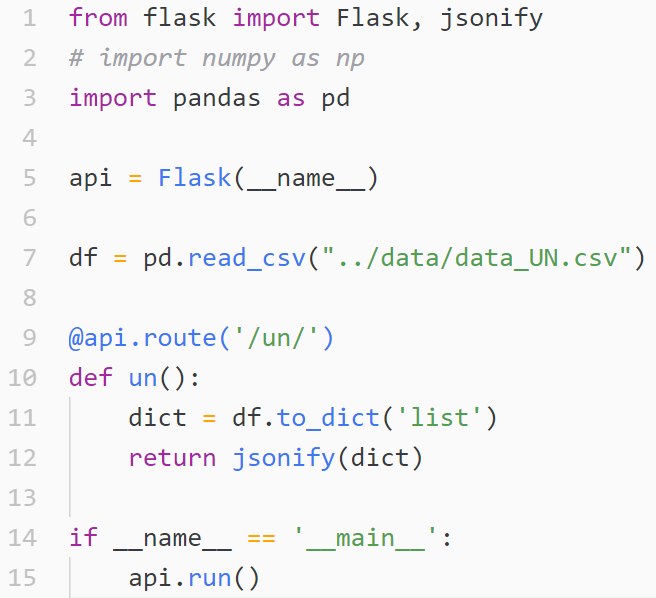 1 from flask import Flask, jsonify
2 # import numpy as np
3 import pandas as pd
4
5 api = Flask(__name__)
6
7 df = pd.read_csv("../data/data_UN.csv")
8
9 @api.route('/un/')
10 def un():
11     dict = df.to_dict('list')
12     return jsonify(dict)
13
14 if __name__ == '__main__':
15     api.run()